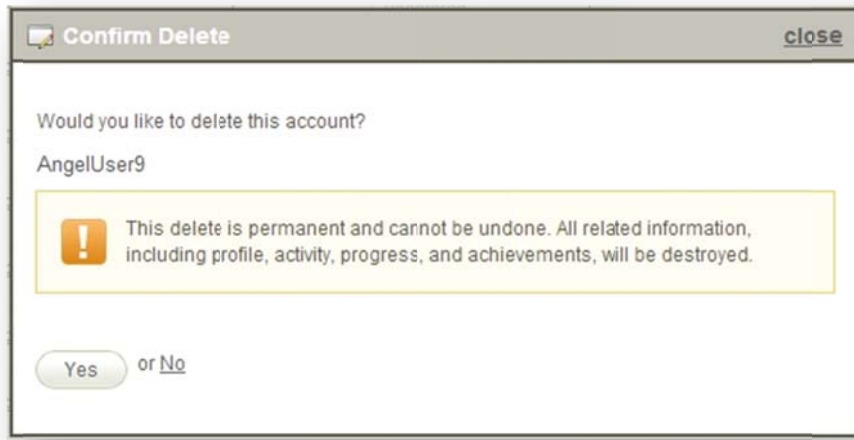 Confirm Delete close
Would you like to delete this account?
AngelUser9
This delete is permanent and cannot be undone. All related information,
including profile, activity, progress, and achievements, will be destroyed.
Yes or No